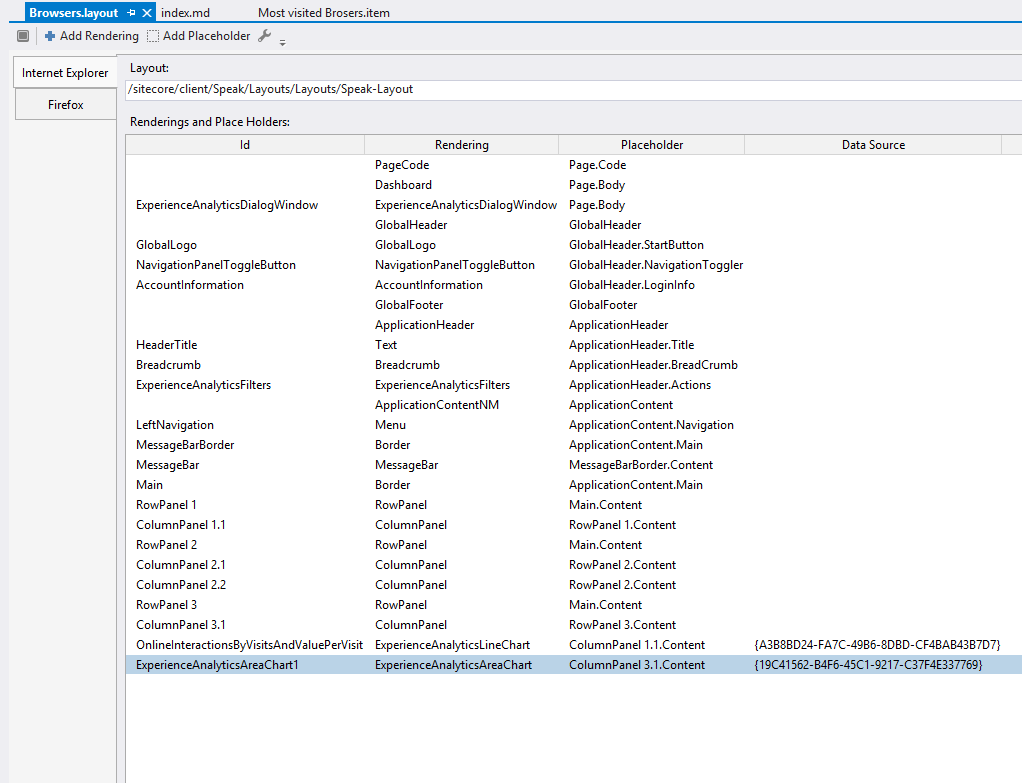 Browsers.layout index.md Most visited Brosers.item
Add Rendering Add Placeholder
Internet Explorer
Firefox
Layout:
/sitecore/client/Speak/Layouts/Layouts/Speak-Layout
Renderings and Place Holders:
Id Rendering Placeholder Data Source
PageCode Page.Code
Dashboard Page.Body
ExperienceAnalyticsDialogWindow ExperienceAnalyticsDialogWindow Page.Body
GlobalHeader GlobalHeader
GlobalLogo GlobalLogo GlobalHeader.StartButton
NavigationPanelToggleButton NavigationPanelToggleButton GlobalHeader.NavigationToggler
AccountInformation AccountInformation GlobalHeader.LoginInfo
GlobalFooter GlobalFooter
ApplicationHeader ApplicationHeader
HeaderTitle Text ApplicationHeader.Title
Breadcrumb Breadcrumb ApplicationHeader.BreadCrumb
ExperienceAnalyticsFilters ExperienceAnalyticsFilters ApplicationHeader.Actions
ApplicationContentNM ApplicationContent
LeftNavigation Menu ApplicationContent.Navigation
MessageBarBorder Border ApplicationContent.Main
MessageBar MessageBar MessageBarBorder.Content
Main Border ApplicationContent.Main
RowPanel 1 RowPanel Main.Content
ColumnPanel 1.1 ColumnPanel RowPanel 1.Content
RowPanel 2 RowPanel Main.Content
ColumnPanel 2.1 ColumnPanel RowPanel 2.Content
ColumnPanel 2.2 ColumnPanel RowPanel 2.Content
RowPanel 3 RowPanel Main.Content
ColumnPanel 3.1 ColumnPanel RowPanel 3.Content
OnlineInteractionsByVisitsAndValuePerVisit ExperienceAnalyticsLineChart ColumnPanel 1.1.Content {A3B8BD24-FA7C-49B6-8DBD-CF4BAB43B7D7}
ExperienceAnalyticsAreaChart1 ExperienceAnalyticsAreaChart ColumnPanel 3.1.Content {19C41562-B4F6-45C1-9217-C37F4E337769}